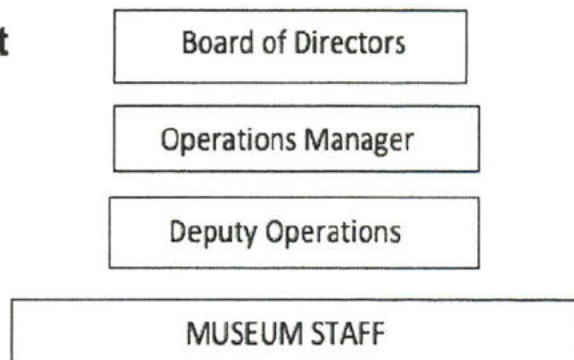 t
Board of Directors
Operations Manager
Deputy Operations
MUSEUM STAFF